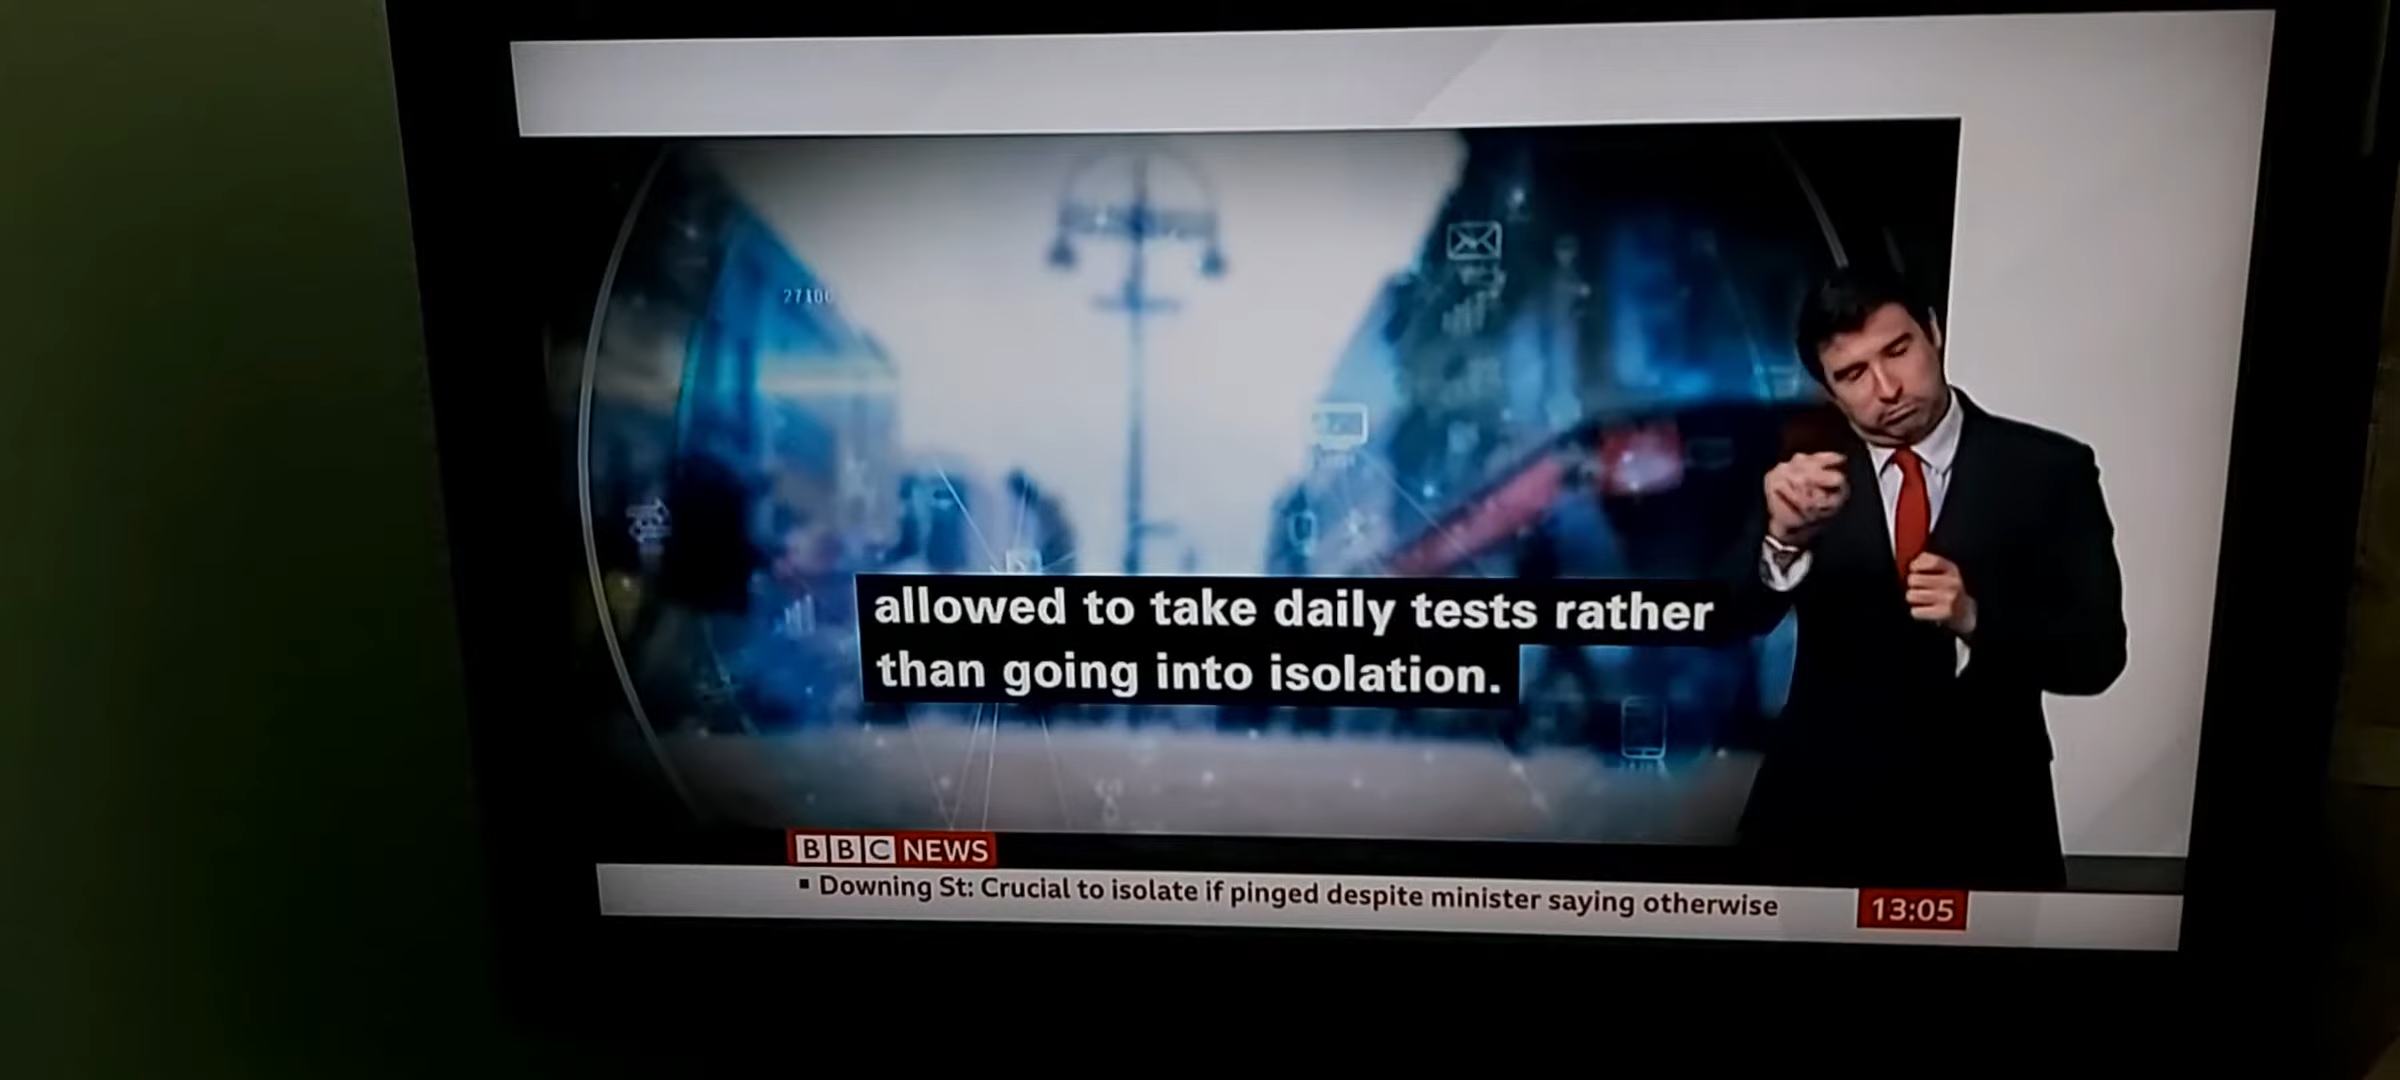 27100
allowed to take daily tests rather
than going into isolation.
BBC NEWS
▪ Downing St: Crucial to isolate if pinged despite minister saying otherwise
13:05